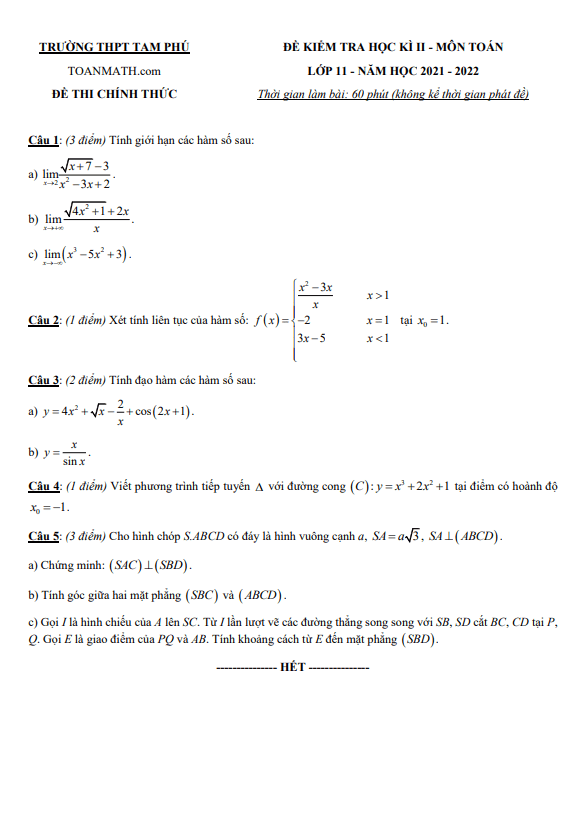 TRƯỜNG THPT TAM PHÚ
TOANMATH.com
ĐỀ THI CHÍNH THỨC
ĐỀ KIỂM TRA HỌC KÌ II - MÔN TOÁN
LỚP 11 - NĂM HỌC 2021 - 2022
Thời gian làm bài: 60 phút (không kể thời gian phát đề)
Câu 1: (3 điểm) Tính giới hạn các hàm số sau:
a) \lim_{x \to 2} \frac{\sqrt{x+7}-3}{x^2-3x+2}.
b) \lim_{x \to +\infty} \frac{\sqrt{4x^2+1}+2x}{x}.
c) \lim_{x \to -\infty} (x^3-5x^2+3).
Câu 2: (1 điểm) Xét tính liên tục của hàm số: f(x) = \begin{cases} \frac{x^2-3x}{x} & x>1 \\ -2 & x=1 \\ 3x-5 & x<1 \end{cases} tại x_0=1.
Câu 3: (2 điểm) Tính đạo hàm các hàm số sau:
a) y=4x^2+\sqrt{x}-\frac{2}{x}+\cos(2x+1).
b) y=\frac{x}{\sin x}.
Câu 4: (1 điểm) Viết phương trình tiếp tuyến Δ với đường cong (C): y=x^3+2x^2+1 tại điểm có hoành độ
x_0=-1.
Câu 5: (3 điểm) Cho hình chóp S.ABCD có đáy là hình vuông cạnh a, SA=a\sqrt{3}, SA⊥(ABCD).
a) Chứng minh: (SAC)⊥(SBD).
b) Tính góc giữa hai mặt phẳng (SBC) và (ABCD).
c) Gọi I là hình chiếu của A lên SC. Từ I lần lượt vẽ các đường thẳng song song với SB, SD cắt BC, CD tại P,
Q. Gọi E là giao điểm của PQ và AB. Tính khoảng cách từ E đến mặt phẳng (SBD).
--------------- HẾT ---------------